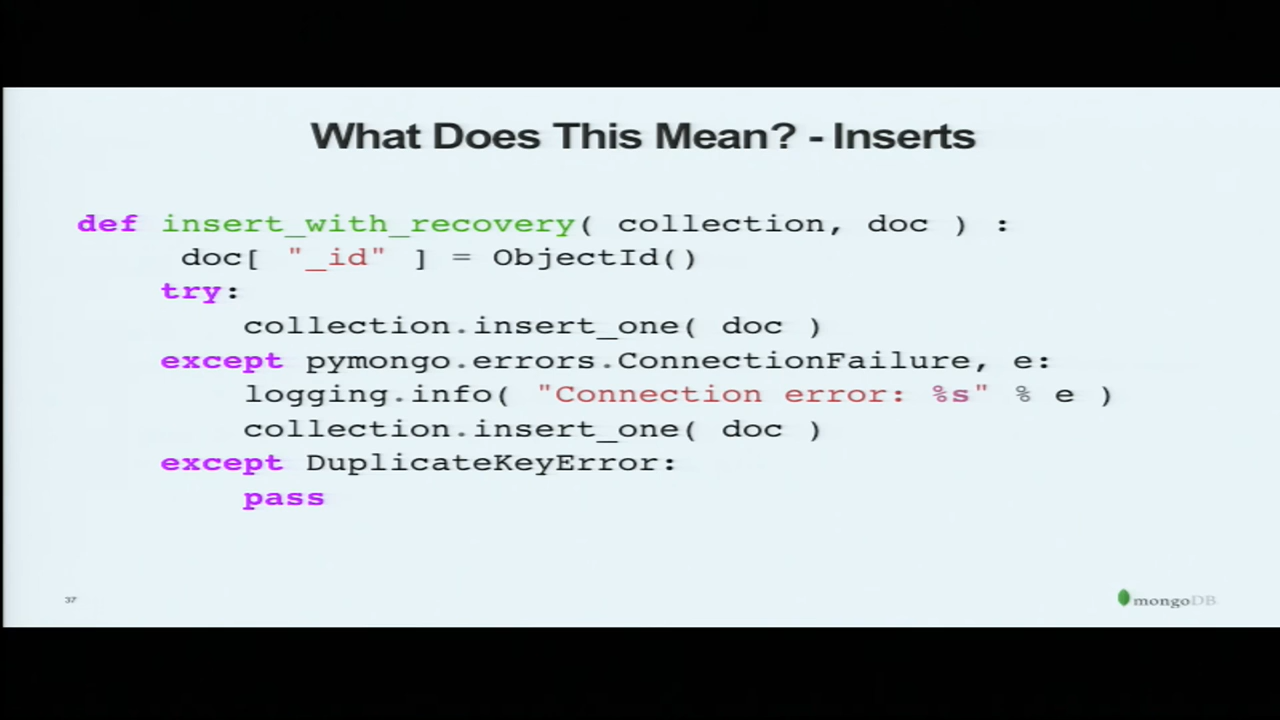 What Does This Mean? - Inserts
def insert_with_recovery( collection, doc ) :
doc[ "_id" ] = ObjectId()
try:
collection.insert_one( doc )
except pymongo.errors.ConnectionFailure, e:
logging.info( "Connection error: %s" % e )
collection.insert_one( doc )
except DuplicateKeyError:
pass
37
mongoDB